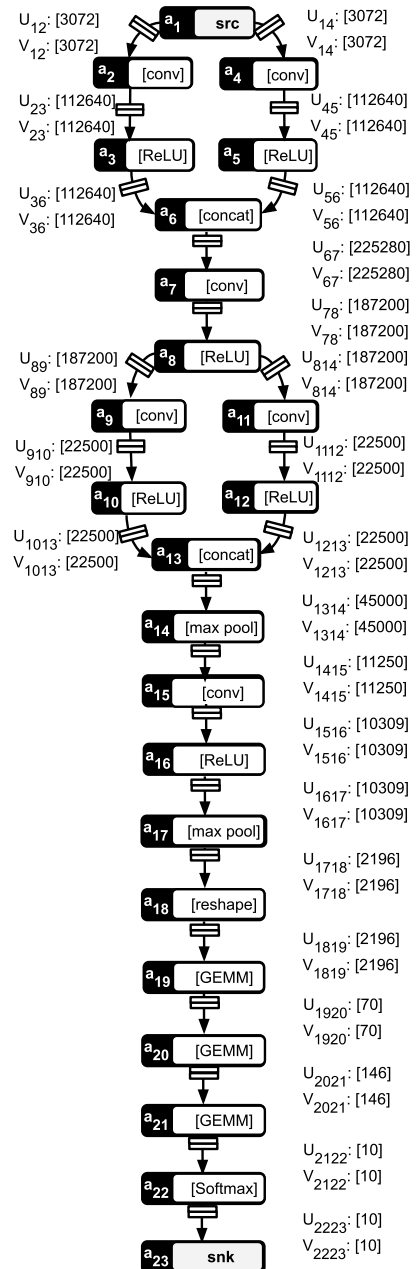 U12: [3072]
V12: [3072]
a1 src
U14: [3072]
V14: [3072]
a2 [conv]
a4 [conv]
U23: [112640]
V23: [112640]
U45: [112640]
V45: [112640]
a3 [ReLU]
a5 [ReLU]
U36: [112640]
V36: [112640]
U56: [112640]
V56: [112640]
a6 [concat]
U67: [225280]
V67: [225280]
a7 [conv]
U78: [187200]
V78: [187200]
a8 [ReLU]
U89: [187200]
V89: [187200]
U814: [187200]
V814: [187200]
a9 [conv]
a11 [conv]
U910: [22500]
V910: [22500]
U1112: [22500]
V1112: [22500]
a10 [ReLU]
a12 [ReLU]
U1013: [22500]
V1013: [22500]
U1213: [22500]
V1213: [22500]
a13 [concat]
U1314: [45000]
V1314: [45000]
a14 [max pool]
U1415: [11250]
V1415: [11250]
a15 [conv]
U1516: [10309]
V1516: [10309]
a16 [ReLU]
U1617: [10309]
V1617: [10309]
a17 [max pool]
U1718: [2196]
V1718: [2196]
a18 [reshape]
U1819: [2196]
V1819: [2196]
a19 [GEMM]
U1920: [70]
V1920: [70]
a20 [GEMM]
U2021: [146]
V2021: [146]
a21 [GEMM]
U2122: [10]
V2122: [10]
a22 [Softmax]
U2223: [10]
V2223: [10]
a23 snk